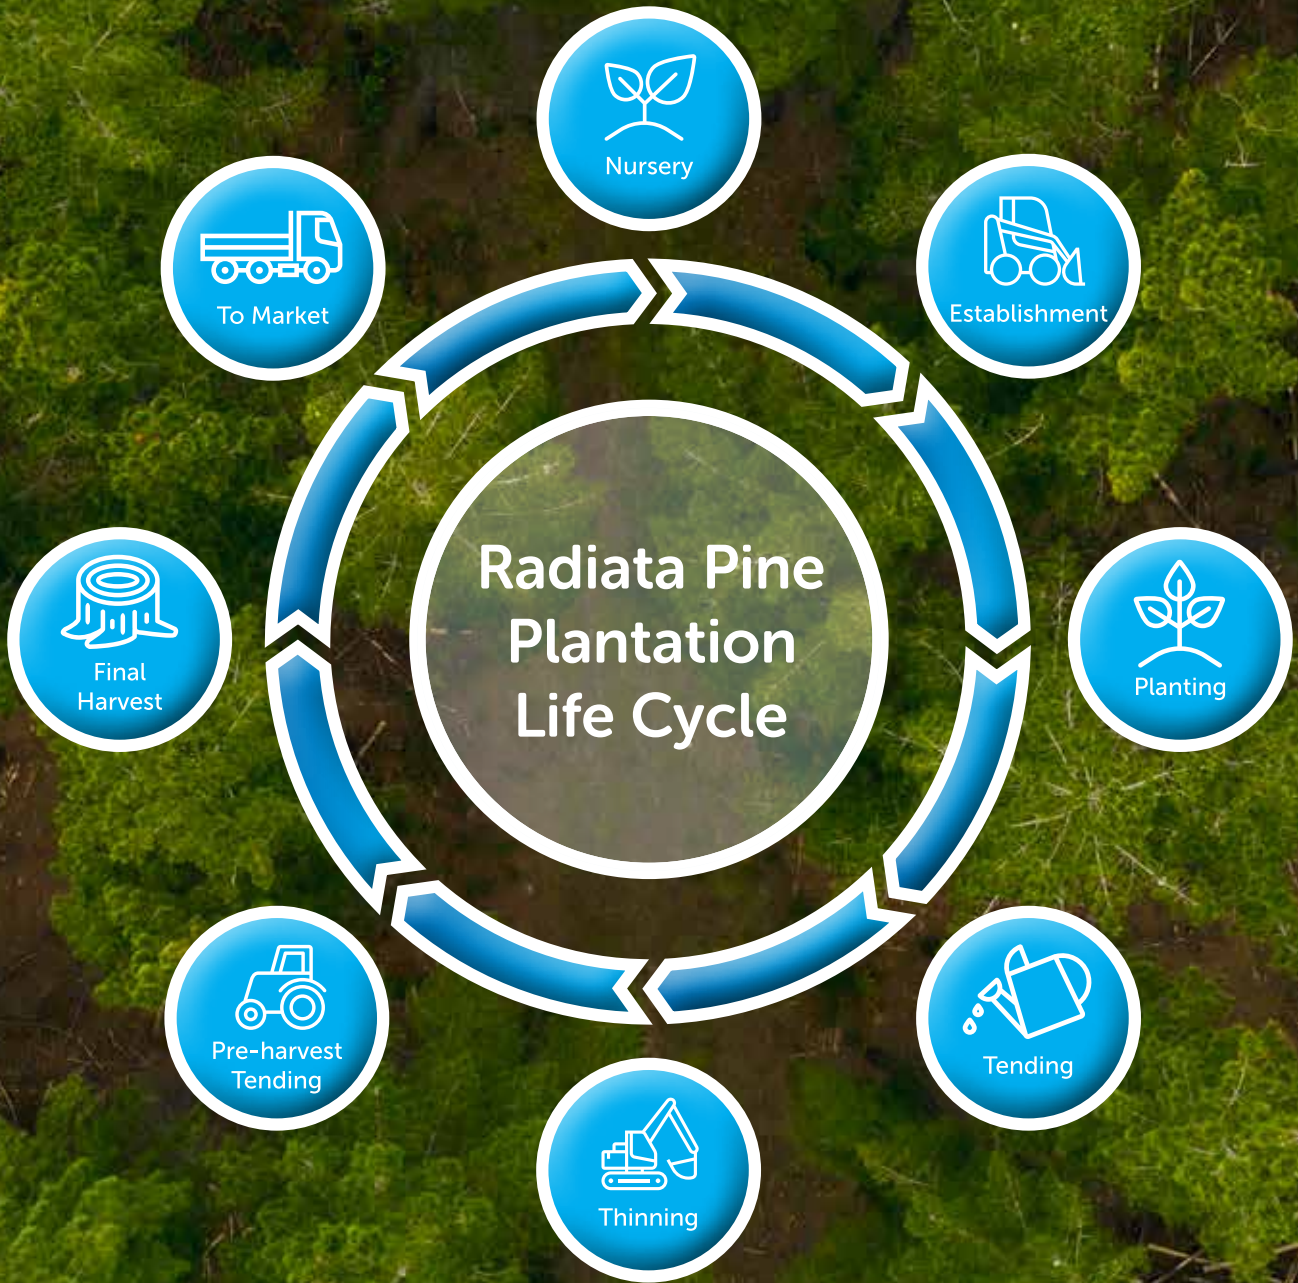 Radiata Pine
Plantation
Life Cycle
Nursery
Establishment
Planting
Tending
Thinning
Pre-harvest
Tending
Final
Harvest
To Market